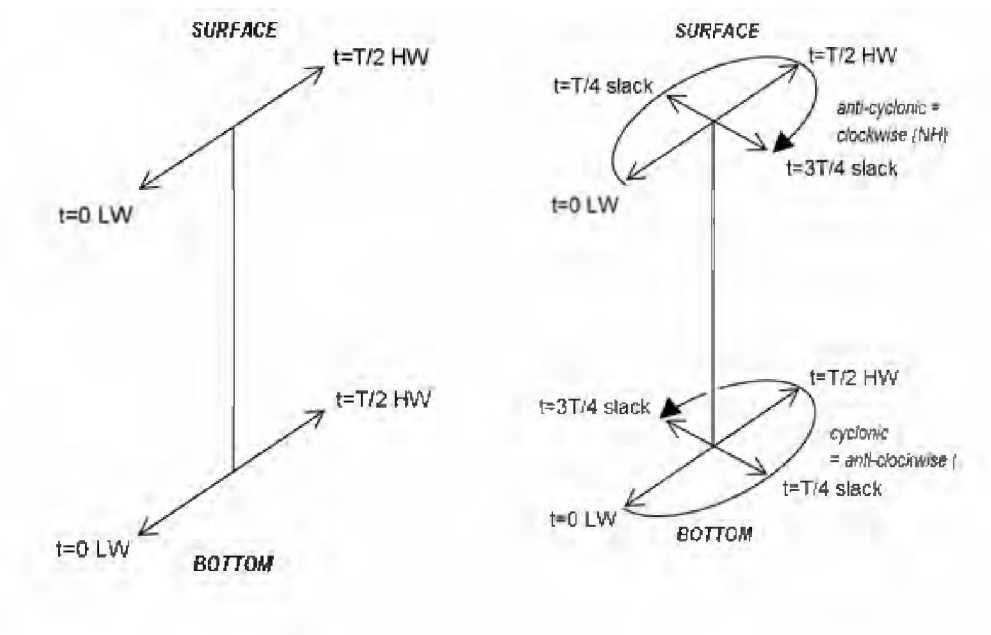 SURFACE
t=T/2 HW
t=0 LW
t=T/2 HW
t=0 LW
BOTTOM
SURFACE
t=T/2 HW
t=T/4 slack
anti-cyclonic =
clockwise (NH)
t=3T/4 slack
t=0 LW
t=T/2 HW
t=3T/4 slack
cyclonic
= anti-clockwise (
t=T/4 slack
t=0 LW
BOTTOM